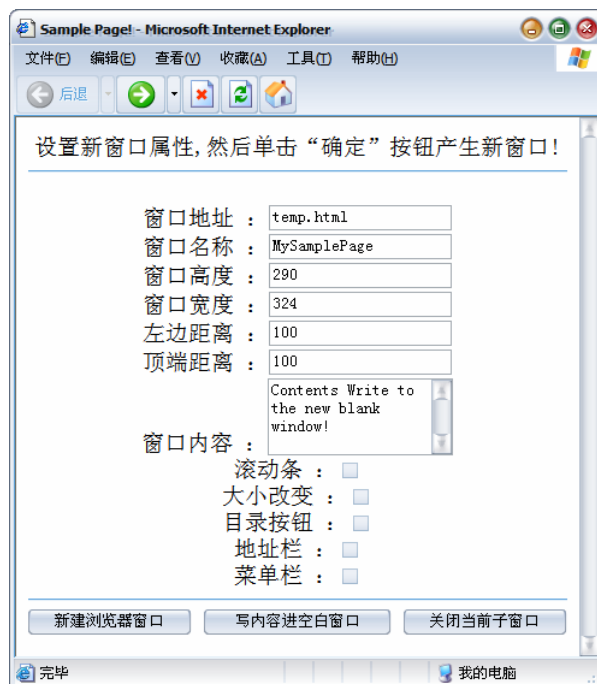 Sample Page! - Microsoft Internet Explorer
文件(F) 编辑(E) 查看(V) 收藏(A) 工具(T) 帮助(H)
后退
设置新窗口属性,然后单击“确定”按钮产生新窗口!
窗口地址 : temp.html
窗口名称 : MySamplePage
窗口高度 : 290
窗口宽度 : 324
左边距离 : 100
顶端距离 : 100
Contents Write to
the new blank
window!
窗口内容 :
滚动条 :
大小改变 :
目录按钮 :
地址栏 :
菜单栏 :
新建浏览器窗口 写内容进空白窗口 关闭当前子窗口
完毕 我的电脑